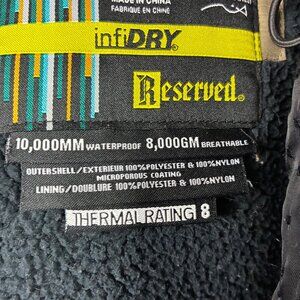 MADE IN CHINA
FABRIQUÉ EN CHINE
infiDRY®
Reserved®
10,000MM WATERPROOF 8,000GM BREATHABLE
OUTERSHELL/EXTERIEUR 100%POLYESTER & 100%NYLON
MICROPOROUS COATING
LINING/DOUBLURE 100%POLYESTER & 100%NYLON
THERMAL RATING 8